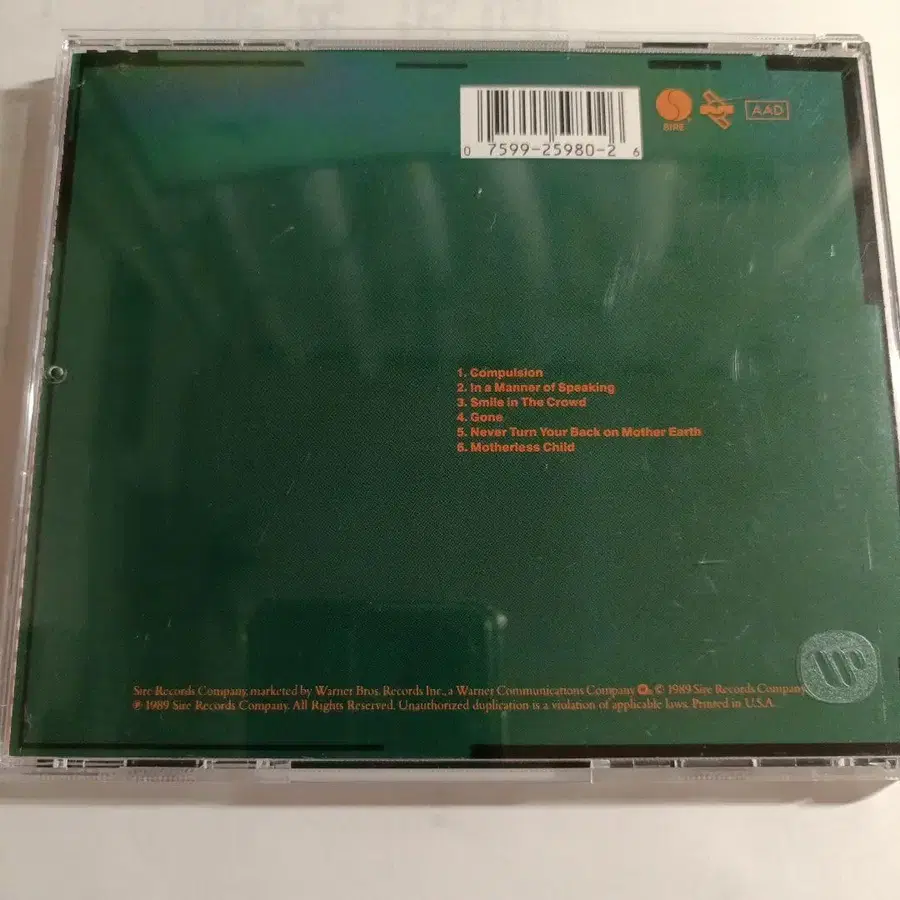 0 7599-25980-2 6
SIRE
AAD
1. Compulsion
2. In a Manner of Speaking
3. Smile in The Crowd
4. Gone
5. Never Turn Your Back on Mother Earth
6. Motherless Child
Sire Records Company, marketed by Warner Bros. Records Inc., a Warner Communications Company © 1989 Sire Records Company
℗ 1989 Sire Records Company. All Rights Reserved. Unauthorized duplication is a violation of applicable laws. Printed in U.S.A.